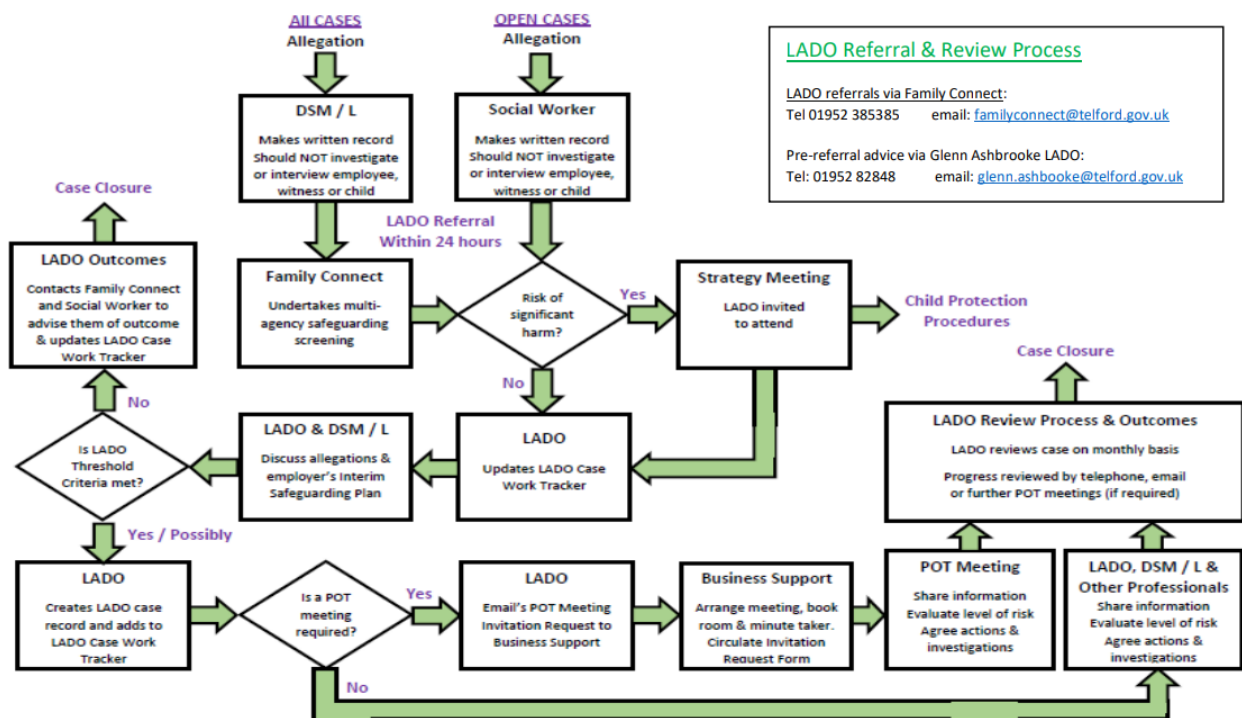 All CASES
Allegation
OPEN CASES
Allegation
LADO Referral & Review Process
LADO referrals via Family Connect:
Tel 01952 385385 email: familyconnect@telford.gov.uk
Pre-referral advice via Glenn Ashbrooke LADO:
Tel: 01952 82848 email: glenn.ashbooke@telford.gov.uk
DSM / L
Makes written record
Should NOT investigate
or interview employee,
witness or child
Social Worker
Makes written record
Should NOT investigate
or interview employee,
witness or child
Case Closure
LADO Referral
Within 24 hours
LADO Outcomes
Contacts Family Connect
and Social Worker to
advise them of outcome
& updates LADO Case
Work Tracker
Family Connect
Undertakes multi-
agency safeguarding
screening
Risk of
significant
harm?
Yes
Strategy Meeting
LADO invited
to attend
Child Protection
Procedures
No
No
Case Closure
Is LADO
Threshold
Criteria met?
LADO & DSM / L
Discuss allegations &
employer's Interim
Safeguarding Plan
LADO
Updates LADO Case
Work Tracker
LADO Review Process & Outcomes
LADO reviews case on monthly basis
Progress reviewed by telephone, email
or further POT meetings (if required)
Yes / Possibly
LADO
Creates LADO case
record and adds to
LADO Case Work
Tracker
Is a POT
meeting
required?
Yes
LADO
Email's POT Meeting
Invitation Request to
Business Support
Business Support
Arrange meeting, book
room & minute taker.
Circulate Invitation
Request Form
POT Meeting
Share information
Evaluate level of risk
Agree actions &
investigations
LADO, DSM / L &
Other Professionals
Share information
Evaluate level of risk
Agree actions &
investigations
No